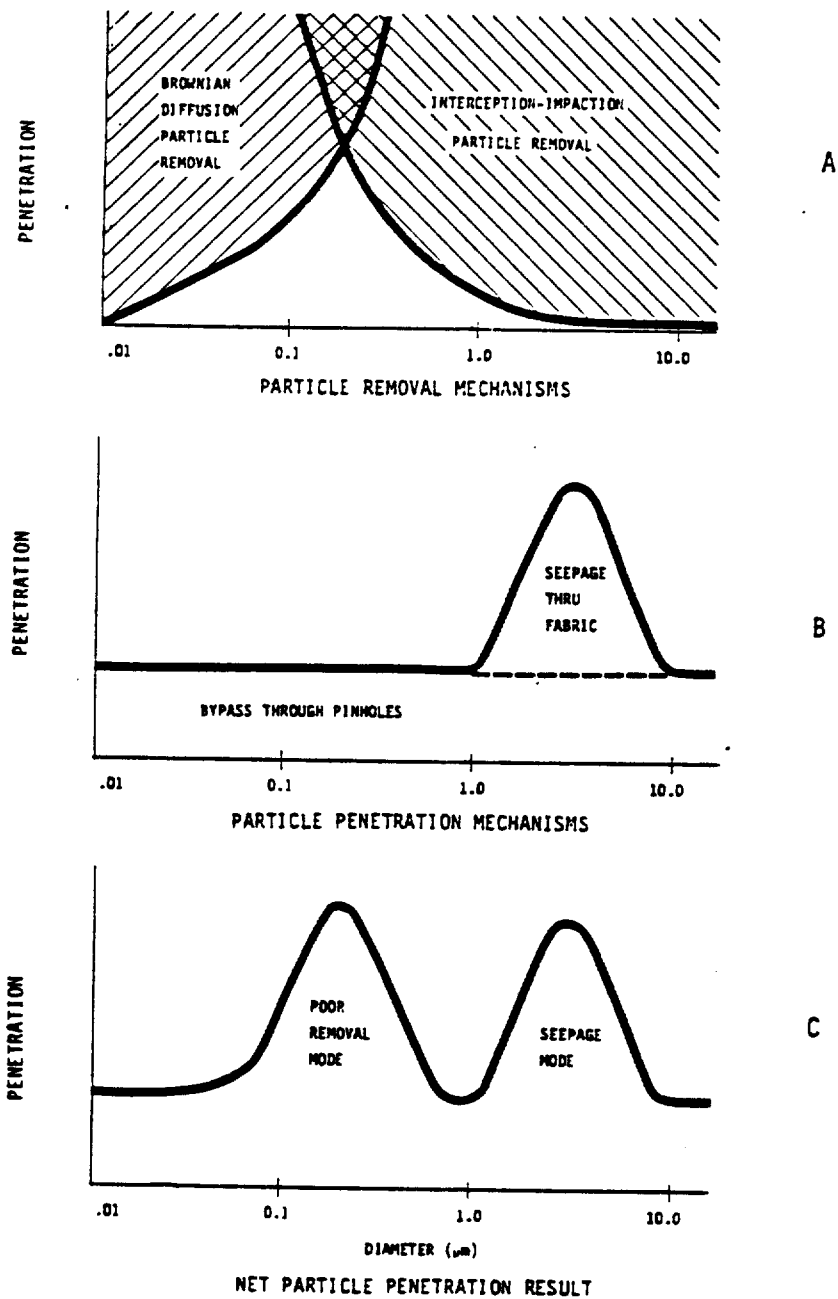 PENETRATION
BROWNIAN
DIFFUSION
PARTICLE
REMOVAL
INTERCEPTION-IMPACTION
PARTICLE REMOVAL
A
.01
0.1
1.0
10.0
PARTICLE REMOVAL MECHANISMS
PENETRATION
SEEPAGE
THRU
FABRIC
B
BYPASS THROUGH PINHOLES
.01
0.1
1.0
10.0
PARTICLE PENETRATION MECHANISMS
PENETRATION
POOR
REMOVAL
MODE
SEEPAGE
MODE
C
.01
0.1
1.0
10.0
DIAMETER (µm)
NET PARTICLE PENETRATION RESULT